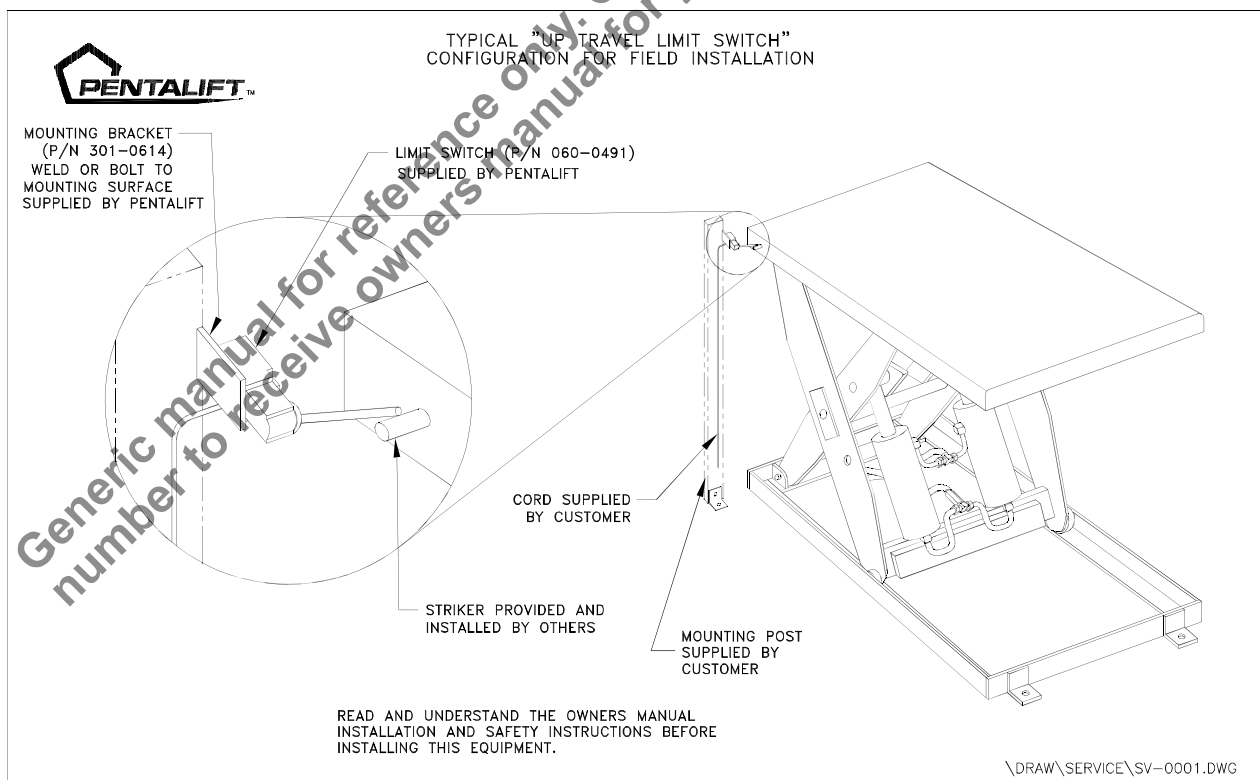 TYPICAL "UP TRAVEL LIMIT SWITCH"
CONFIGURATION FOR FIELD INSTALLATION
PENTALIFT TM
MOUNTING BRACKET
(P/N 301-0614)
WELD OR BOLT TO
MOUNTING SURFACE
SUPPLIED BY PENTALIFT
LIMIT SWITCH (P/N 060-0491)
SUPPLIED BY PENTALIFT
CORD SUPPLIED
BY CUSTOMER
STRIKER PROVIDED AND
INSTALLED BY OTHERS
MOUNTING POST
SUPPLIED BY
CUSTOMER
READ AND UNDERSTAND THE OWNERS MANUAL
INSTALLATION AND SAFETY INSTRUCTIONS BEFORE
INSTALLING THIS EQUIPMENT.
\DRAW\SERVICE\SV-0001.DWG
Generic manual for reference only.
number to receive owners manual for